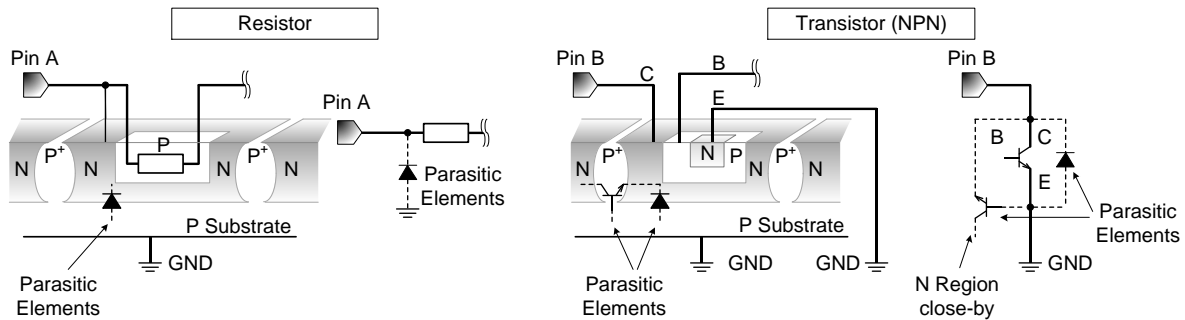 Resistor
Transistor (NPN)
Pin A
Pin B
C
B
E
Pin B
Pin A
N
P+
N
P
P+
N
N
Parasitic
Elements
N
P+
N
N
P
P+
N
N
B
C
E
P Substrate
GND
Parasitic
Elements
P Substrate
GND
GND
Parasitic
Elements
Parasitic
Elements
GND
N Region
close-by